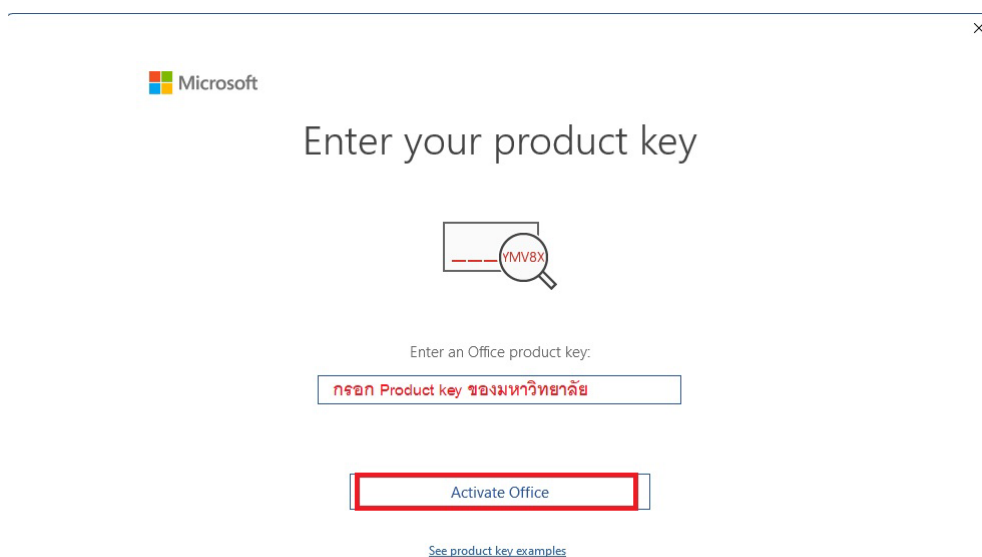 Microsoft
Enter your product key
___YMV8X
Enter an Office product key:
กรอก Product key ของมหาวิทยาลัย
Activate Office
See product key examples